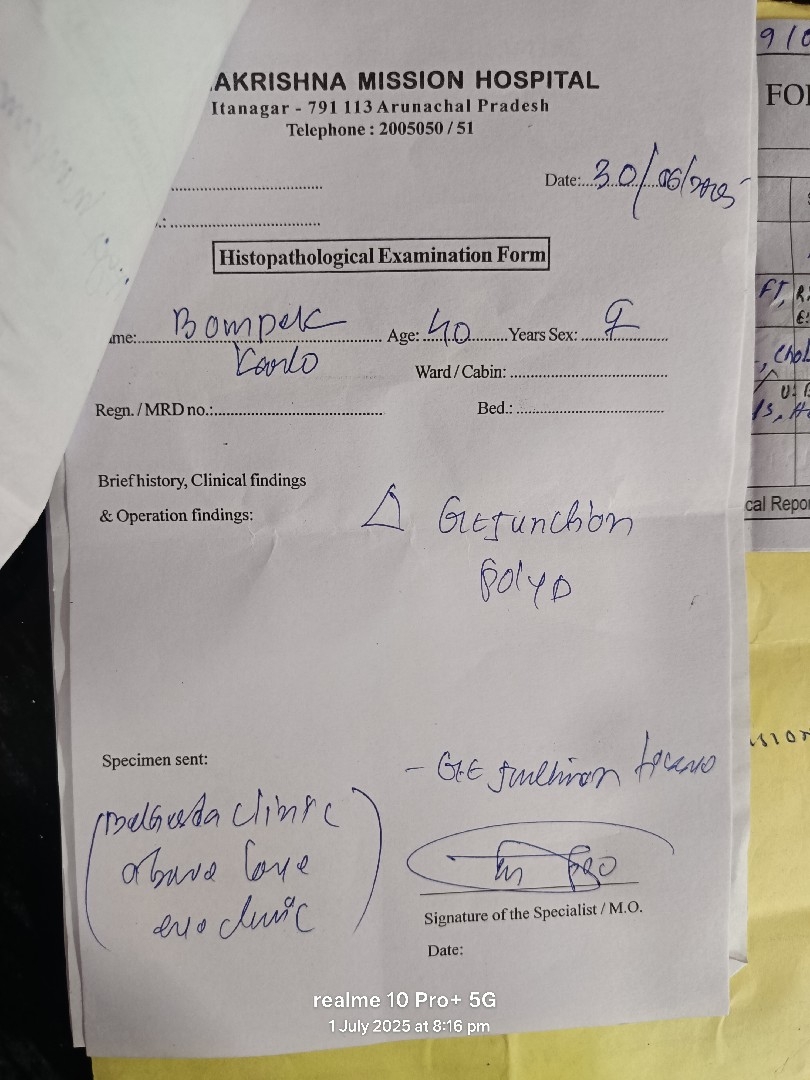 AKRISHNA MISSION HOSPITAL
Itanagar - 791 113 Arunachal Pradesh
Telephone : 2005050 / 51
Date:....30/06/2025
Histopathological Examination Form
me: Bompek Age: 40 Years Sex: F
Karlo
Ward / Cabin:
Regn. / MRD no.:
Bed.:
Brief history, Clinical findings
& Operation findings:
Δ GE Junction
Polyp
Specimen sent:
- GE Junction
clinic
above
clinic
Signature of the Specialist / M.O.
Date:
FT,
cal Repor
realme 10 Pro+ 5G
1 July 2025 at 8:16 pm